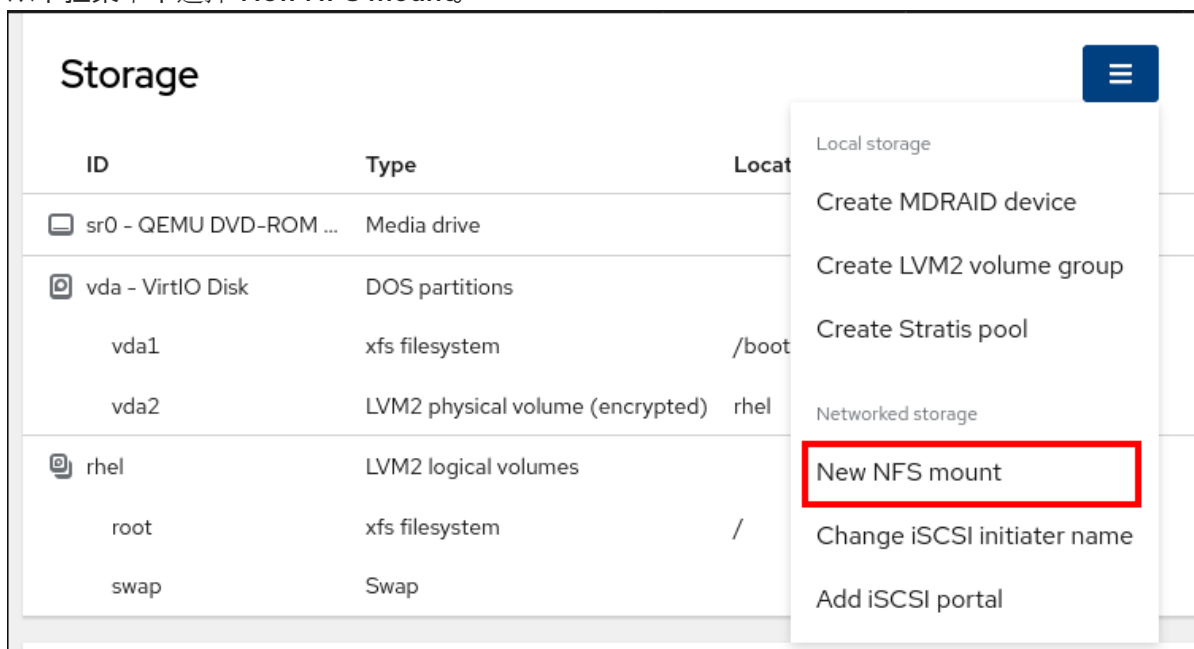 Storage
ID Type Locat
sr0 - QEMU DVD-ROM ... Media drive
vda - VirtIO Disk DOS partitions
vda1 xfs filesystem /boot
vda2 LVM2 physical volume (encrypted) rhel
rhel LVM2 logical volumes
root xfs filesystem /
swap Swap
Local storage
Create MDRAID device
Create LVM2 volume group
Create Stratis pool
Networked storage
New NFS mount
Change iSCSI initiater name
Add iSCSI portal